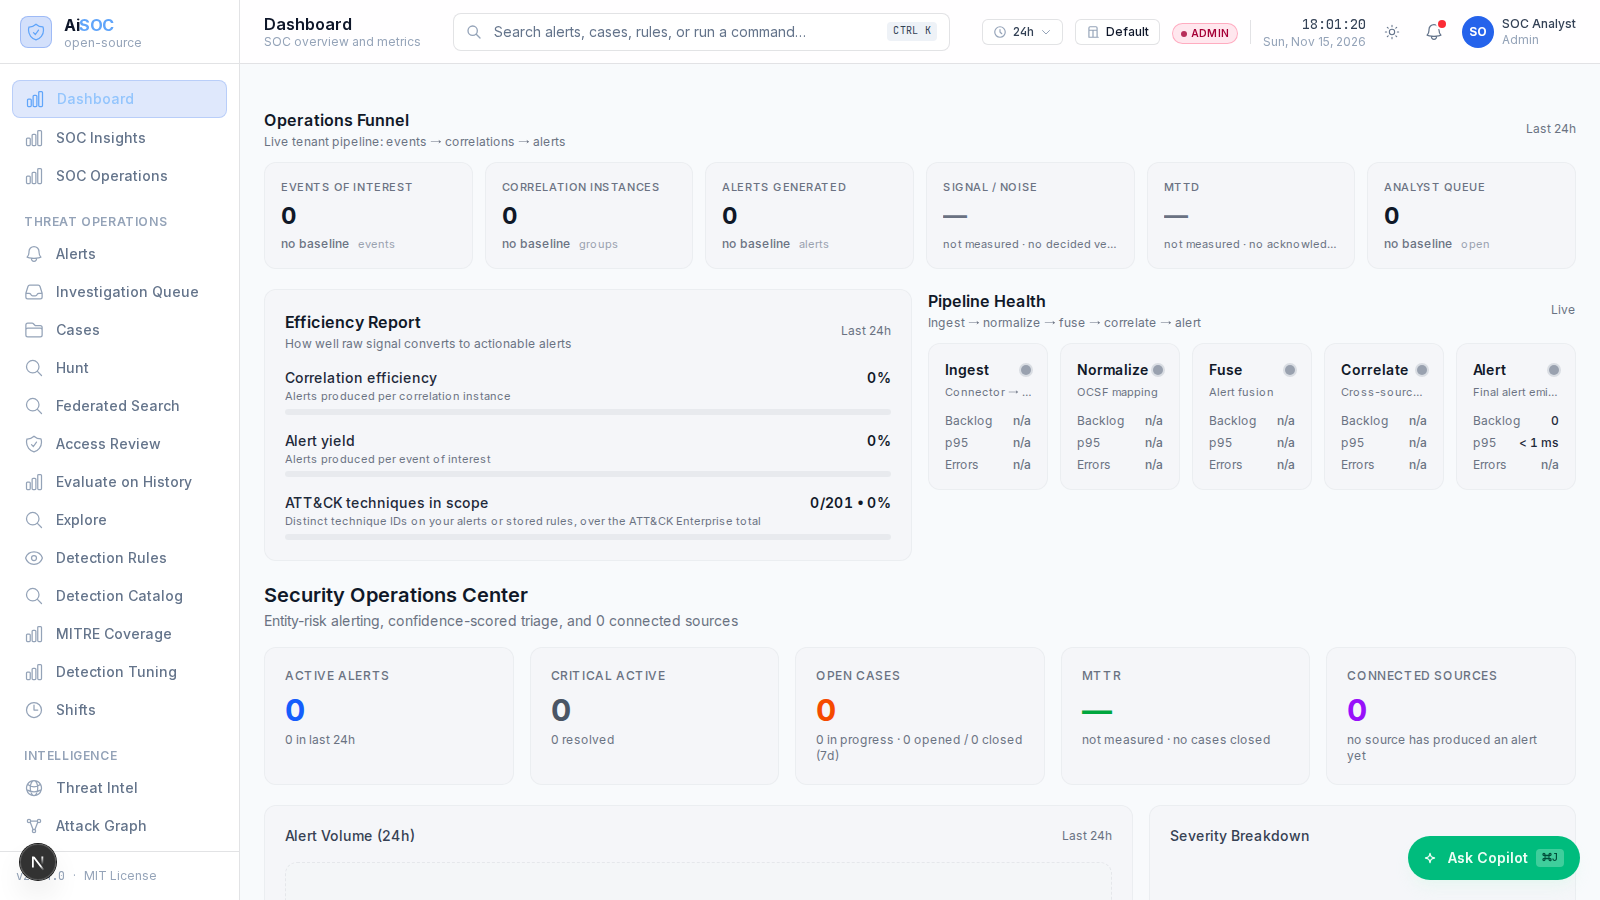 AiSOC
open-source
Dashboard
SOC Insights
SOC Operations
THREAT OPERATIONS
Alerts
Investigation Queue
Cases
Hunt
Federated Search
Access Review
Evaluate on History
Explore
Detection Rules
Detection Catalog
MITRE Coverage
Detection Tuning
Shifts
INTELLIGENCE
Threat Intel
Attack Graph
N
· MIT License
Dashboard
SOC overview and metrics
Search alerts, cases, rules, or run a command... CTRL K
24h
Default
ADMIN
18:01:20
Sun, Nov 15, 2026
SO
SOC Analyst
Admin
Operations Funnel
Live tenant pipeline: events → correlations → alerts
Last 24h
EVENTS OF INTEREST
0
no baseline events
CORRELATION INSTANCES
0
no baseline groups
ALERTS GENERATED
0
no baseline alerts
SIGNAL / NOISE
—
not measured · no decided ve...
MTTD
—
not measured · no acknowled...
ANALYST QUEUE
0
no baseline open
Efficiency Report
How well raw signal converts to actionable alerts
Last 24h
Correlation efficiency 0%
Alerts produced per correlation instance
Alert yield 0%
Alerts produced per event of interest
ATT&CK techniques in scope 0/201 • 0%
Distinct technique IDs on your alerts or stored rules, over the ATT&CK Enterprise total
Pipeline Health
Ingest → normalize → fuse → correlate → alert
Live
Ingest
Connector → ...
Backlog n/a
p95 n/a
Errors n/a
Normalize
OCSF mapping
Backlog n/a
p95 n/a
Errors n/a
Fuse
Alert fusion
Backlog n/a
p95 n/a
Errors n/a
Correlate
Cross-sourc...
Backlog n/a
p95 n/a
Errors n/a
Alert
Final alert emi...
Backlog 0
p95 < 1 ms
Errors n/a
Security Operations Center
Entity-risk alerting, confidence-scored triage, and 0 connected sources
ACTIVE ALERTS
0
0 in last 24h
CRITICAL ACTIVE
0
0 resolved
OPEN CASES
0
0 in progress · 0 opened / 0 closed
(7d)
MTTR
—
not measured · no cases closed
CONNECTED SOURCES
0
no source has produced an alert
yet
Alert Volume (24h)
Last 24h
Severity Breakdown
Ask Copilot ⌘J